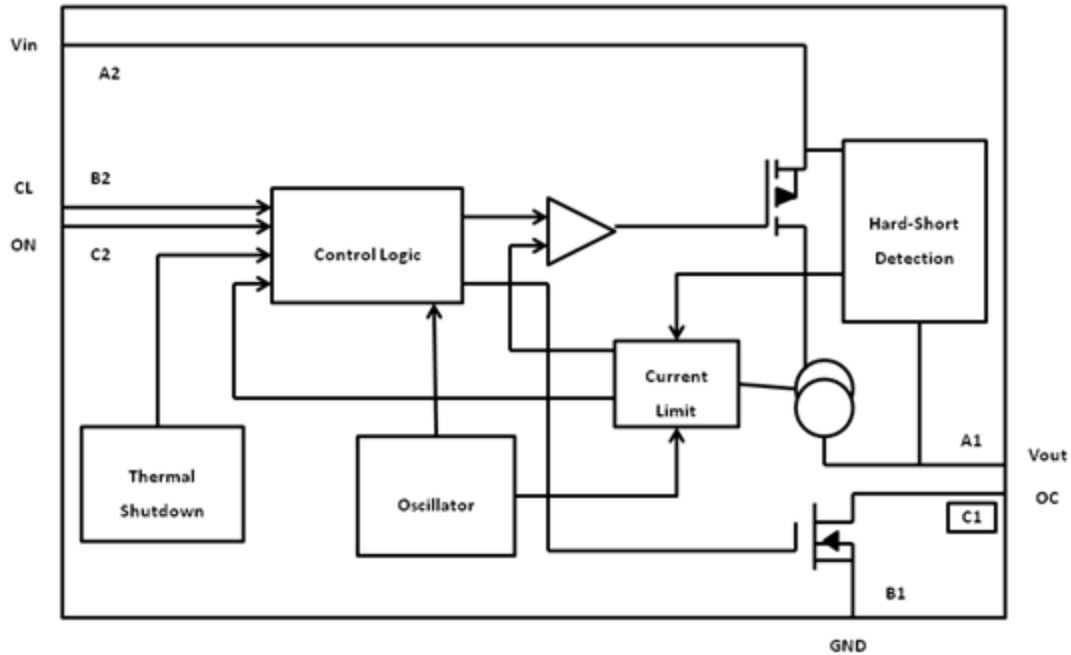 Vin
A2
B2
CL
ON
C2
Control Logic
Hard-Short
Detection
Current
Limit
Thermal
Shutdown
Oscillator
A1
Vout
OC
C1
B1
GND